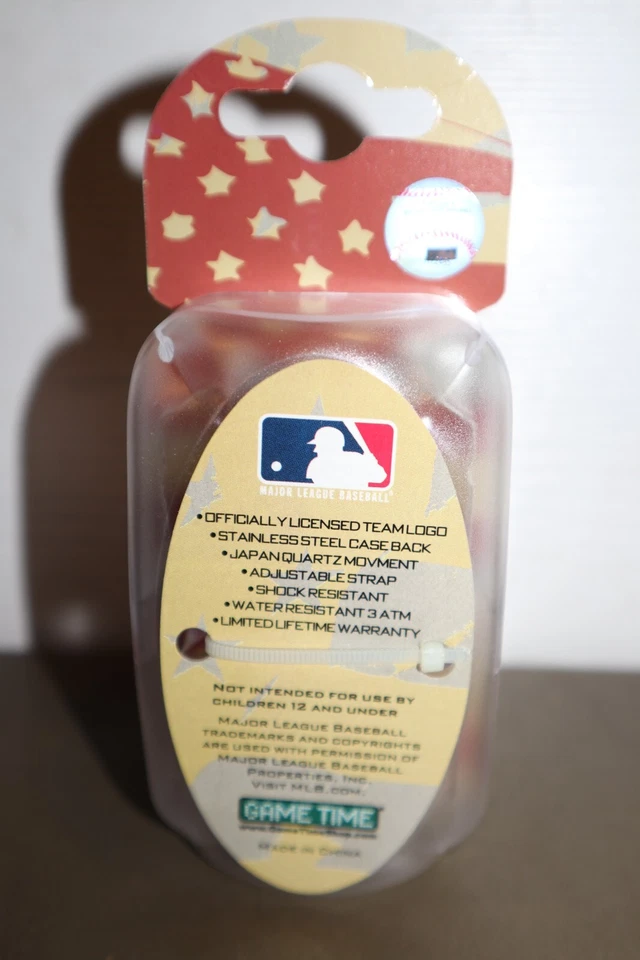 MAJOR LEAGUE BASEBALL
• OFFICIALLY LICENSED TEAM LOGO
• STAINLESS STEEL CASE BACK
• JAPAN QUARTZ MOVMENT
• ADJUSTABLE STRAP
• SHOCK RESISTANT
• WATER RESISTANT 3 ATM
• LIMITED LIFETIME WARRANTY
NOT INTENDED FOR USE BY
CHILDREN 12 AND UNDER
MAJOR LEAGUE BASEBALL
TRADEMARKS AND COPYRIGHTS
ARE USED WITH PERMISSION OF
MAJOR LEAGUE BASEBALL
PROPERTIES, INC.
VISIT MLB.COM.
GAME TIME
www.GameTimeShop.com
MADE IN CHINA